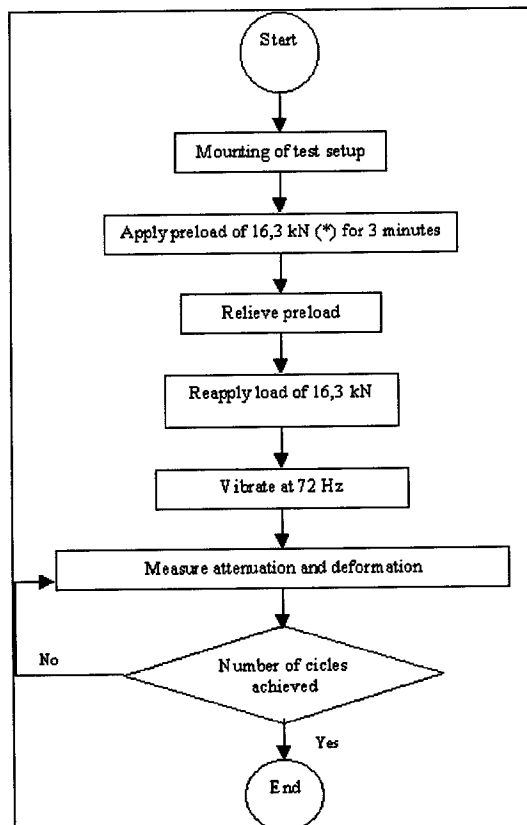 Start
Mounting of test setup
Apply preload of 16,3 kN (*) for 3 minutes
Relieve preload
Reapply load of 16,3 kN
Vibrate at 72 Hz
Measure attenuation and deformation
No
Number of cicles
achieved
Yes
End